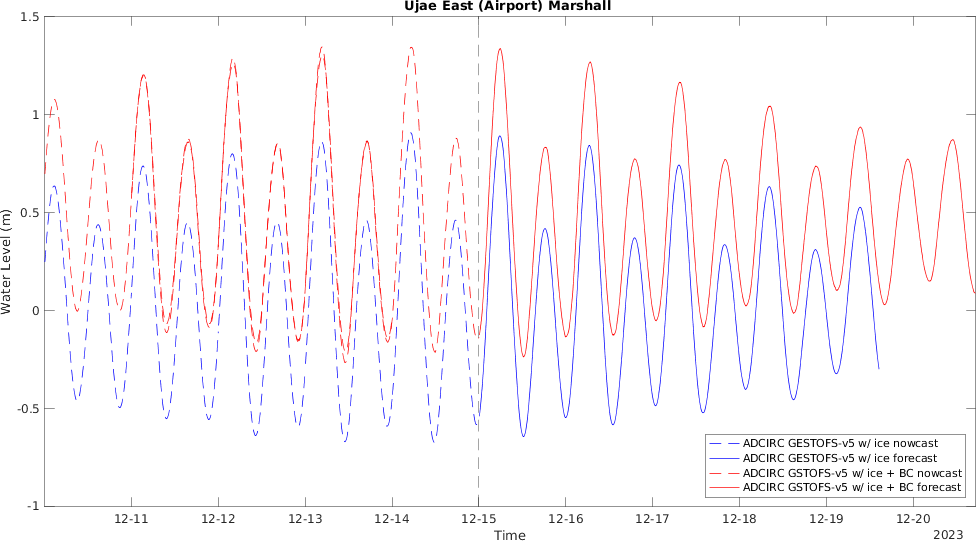 Ujae East (Airport) Marshall
1.5
1
0.5
0
-0.5
-1
Water Level (m)
ADCIRC GESTOFS-v5 w/ ice nowcast
ADCIRC GESTOFS-v5 w/ ice forecast
ADCIRC GSTOFS-v5 w/ ice + BC nowcast
ADCIRC GSTOFS-v5 w/ ice + BC forecast
12-11 12-12 12-13 12-14 12-15 12-16 12-17 12-18 12-19 12-20
Time
2023